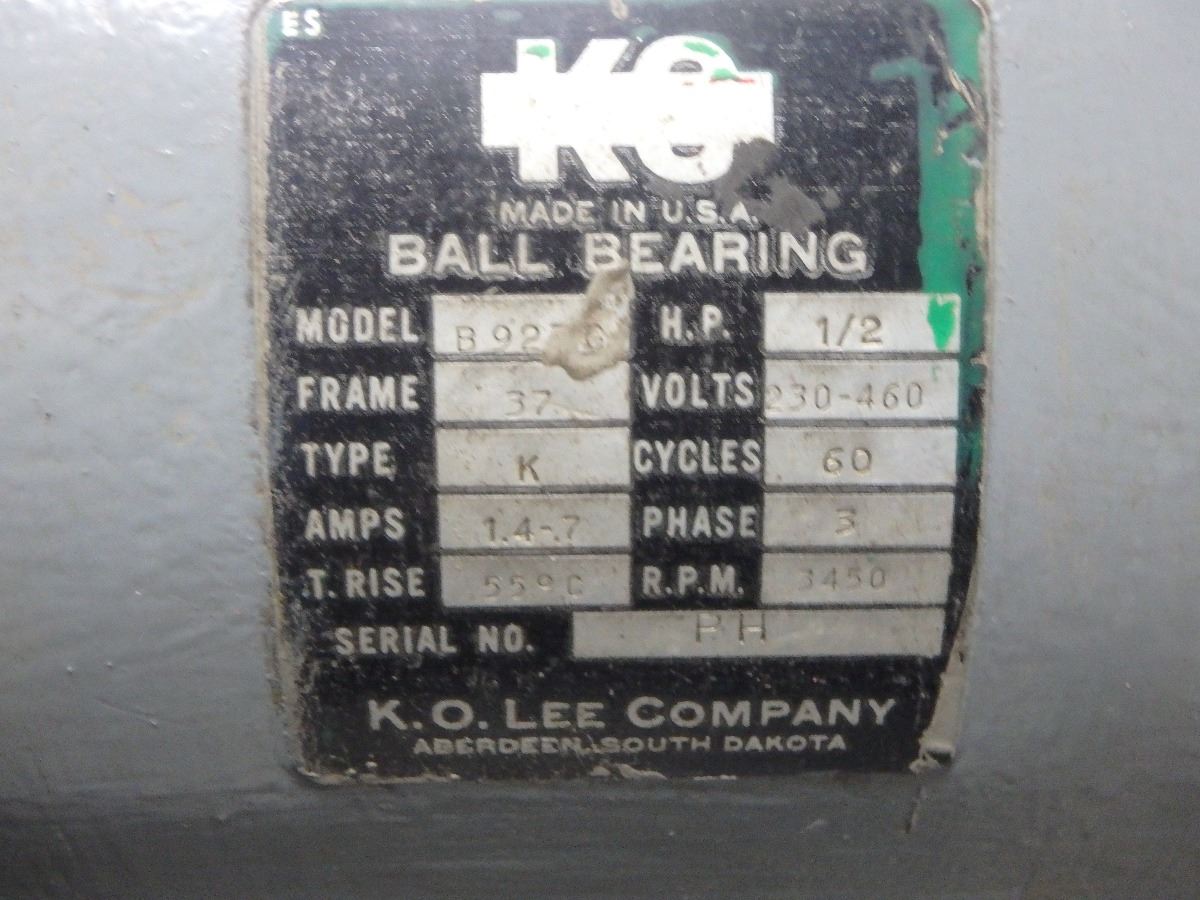 ES
KO
MADE IN U.S.A.
BALL BEARING
MODEL H.P. 1/2
FRAME 37 VOLTS 230-460
TYPE K CYCLES 60
AMPS 1.4-.7 PHASE 3
T. RISE 55°C R.P.M. 3450
SERIAL NO. PH
K.O. LEE COMPANY
ABERDEEN, SOUTH DAKOTA